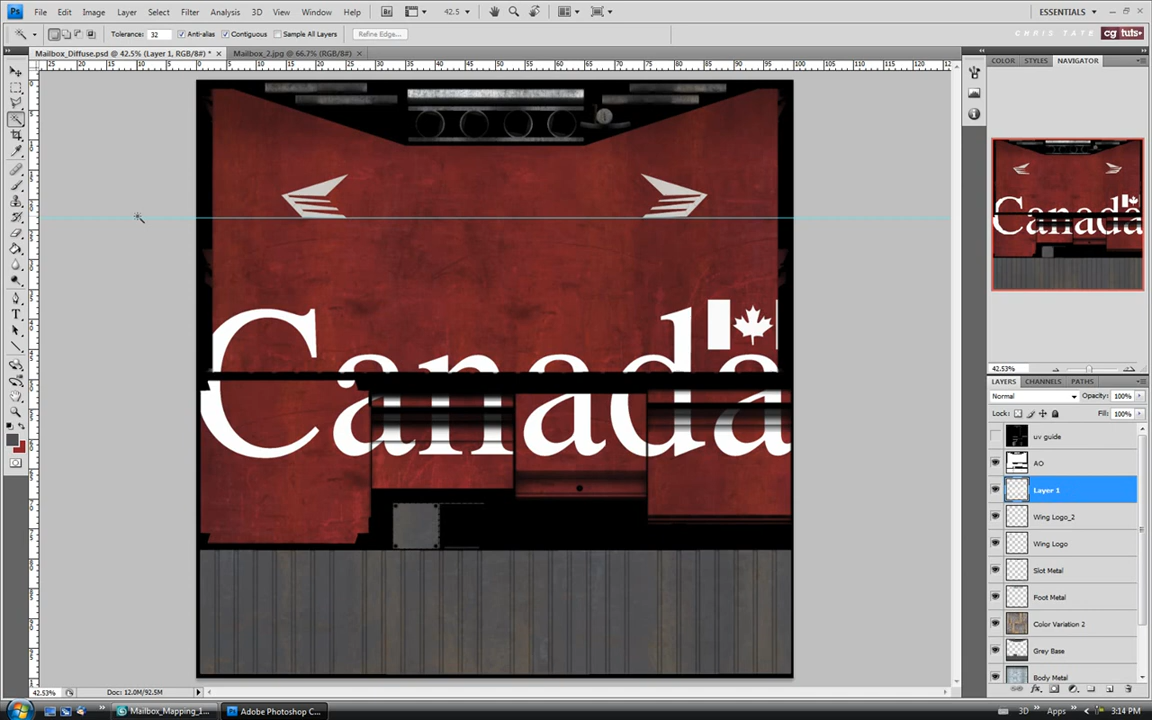 File Edit Image Layer Select Filter Analysis 3D View Window Help
42.5
ESSENTIALS
Tolerance: 32
Anti-alias
Contiguous
Sample All Layers
Refine Edge...
CHRIS TATE
cg tuts+
Mailbox_Diffuse.psd @ 42.5% (Layer 1, RGB/8#) *
Mailbox_2.jpg @ 66.7% (RGB/8#)
COLOR STYLES NAVIGATOR
Canada
Canada
42.53%
LAYERS CHANNELS PATHS
Normal
Opacity: 100%
Lock:
Fill: 100%
uv guide
AO
Layer 1
Wing Logo_2
Wing Logo
Slot Metal
Foot Metal
Color Variation 2
Grey Base
Body Metal
42.53%
Doc: 12.0M/92.5M
Mailbox_Mapping_1...
Adobe Photoshop C...
3D
Apps
3:14 PM